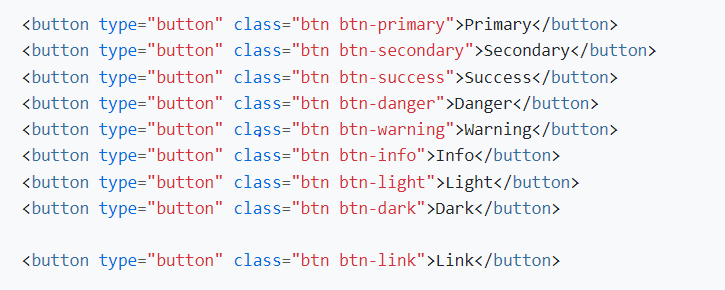 <button type="button" class="btn btn-primary">Primary</button>
<button type="button" class="btn btn-secondary">Secondary</button>
<button type="button" class="btn btn-success">Success</button>
<button type="button" class="btn btn-danger">Danger</button>
<button type="button" class="btn btn-warning">Warning</button>
<button type="button" class="btn btn-info">Info</button>
<button type="button" class="btn btn-light">Light</button>
<button type="button" class="btn btn-dark">Dark</button>

<button type="button" class="btn btn-link">Link</button>